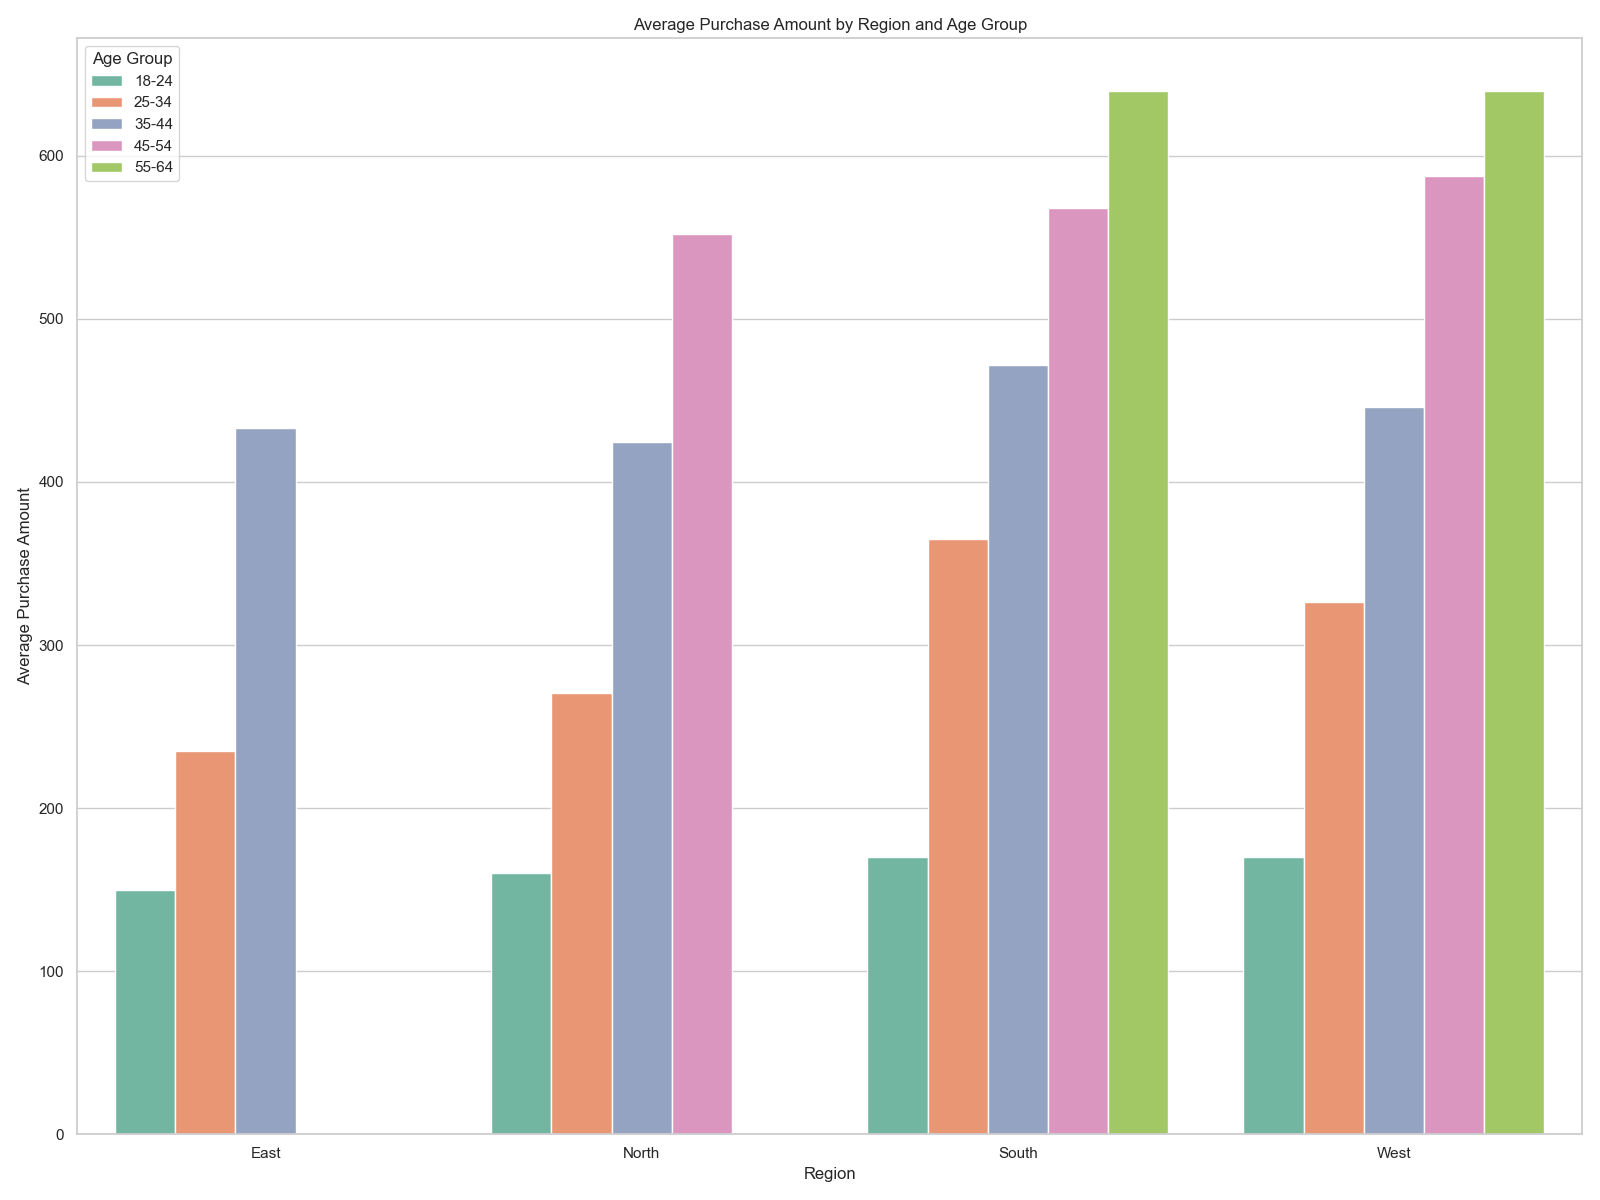 Average Purchase Amount by Region and Age Group
Age Group
18-24
25-34
35-44
45-54
55-64
600
500
400
300
200
100
0
Average Purchase Amount
East North South West
Region